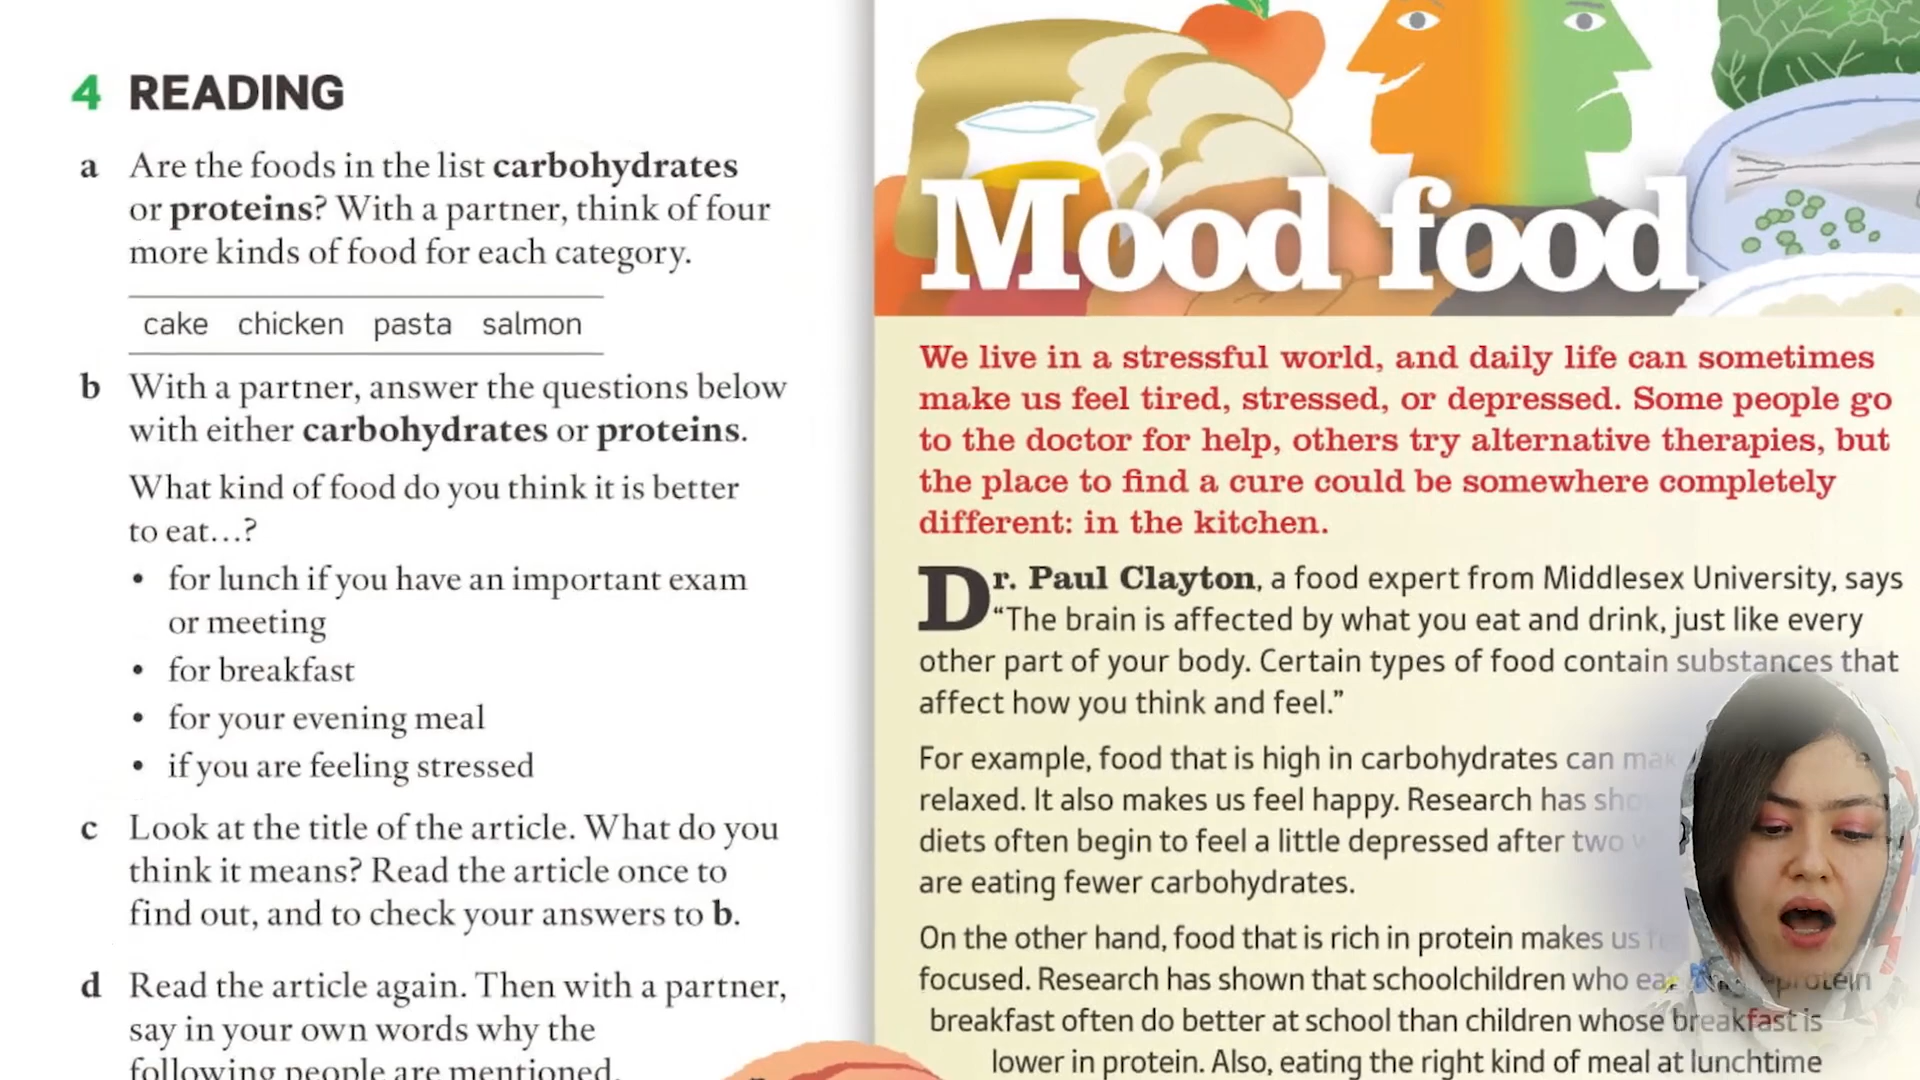 4 READING
a Are the foods in the list carbohydrates
or proteins? With a partner, think of four
more kinds of food for each category.
cake chicken pasta salmon
b With a partner, answer the questions below
with either carbohydrates or proteins.
What kind of food do you think it is better
to eat…?
• for lunch if you have an important exam
or meeting
• for breakfast
• for your evening meal
• if you are feeling stressed
c Look at the title of the article. What do you
think it means? Read the article once to
find out, and to check your answers to b.
d Read the article again. Then with a partner,
say in your own words why the
following people are mentioned.
Mood food
We live in a stressful world, and daily life can sometimes
make us feel tired, stressed, or depressed. Some people go
to the doctor for help, others try alternative therapies, but
the place to find a cure could be somewhere completely
different: in the kitchen.
Dr. Paul Clayton, a food expert from Middlesex University, says
“The brain is affected by what you eat and drink, just like every
other part of your body. Certain types of food contain substances that
affect how you think and feel.”
For example, food that is high in carbohydrates can
relaxed. It also makes us feel happy. Research has
diets often begin to feel a little depressed after two
are eating fewer carbohydrates.
On the other hand, food that is rich in protein makes us
focused. Research has shown that schoolchildren who protein
breakfast often do better at school than children whose breakfast is
lower in protein. Also, eating the right kind of meal at lunchtime